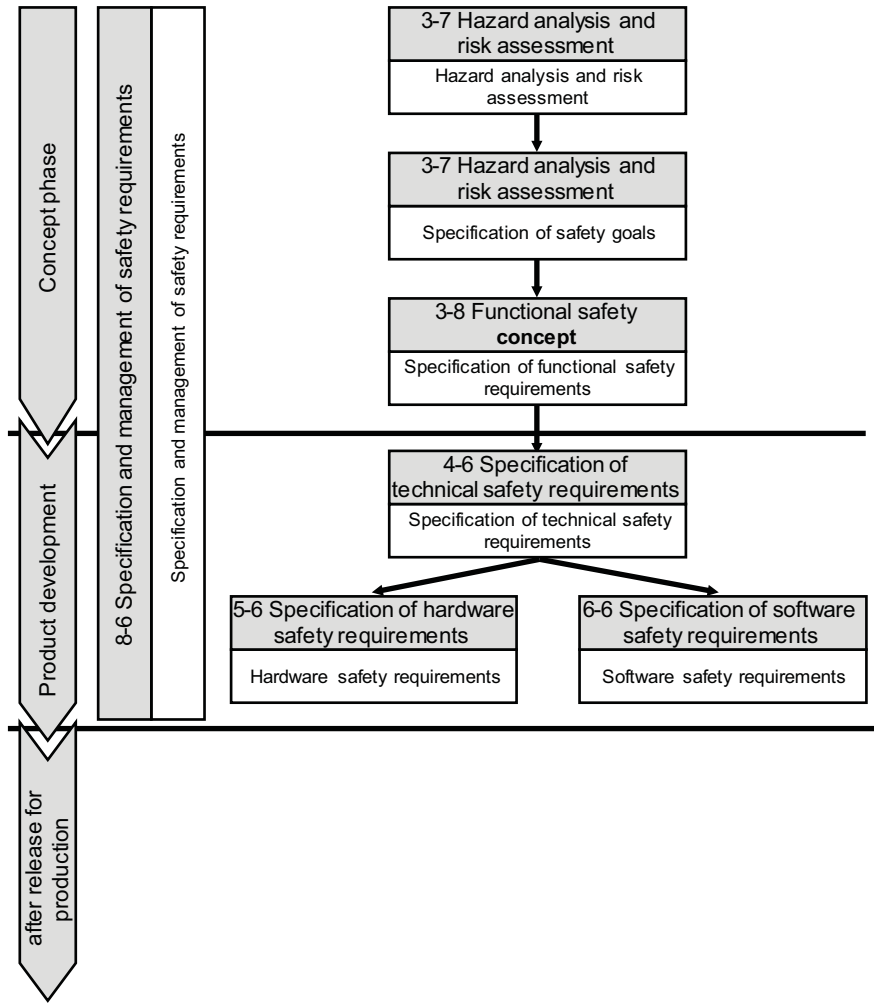 Concept phase
Product development
after release for
production
8-6 Specification and management of safety requirements
Specification and management of safety requirements
3-7 Hazard analysis and
risk assessment
Hazard analysis and risk
assessment
3-7 Hazard analysis and
risk assessment
Specification of safety goals
3-8 Functional safety
concept
Specification of functional safety
requirements
4-6 Specification of
technical safety requirements
Specification of technical safety
requirements
5-6 Specification of hardware
safety requirements
Hardware safety requirements
6-6 Specification of software
safety requirements
Software safety requirements